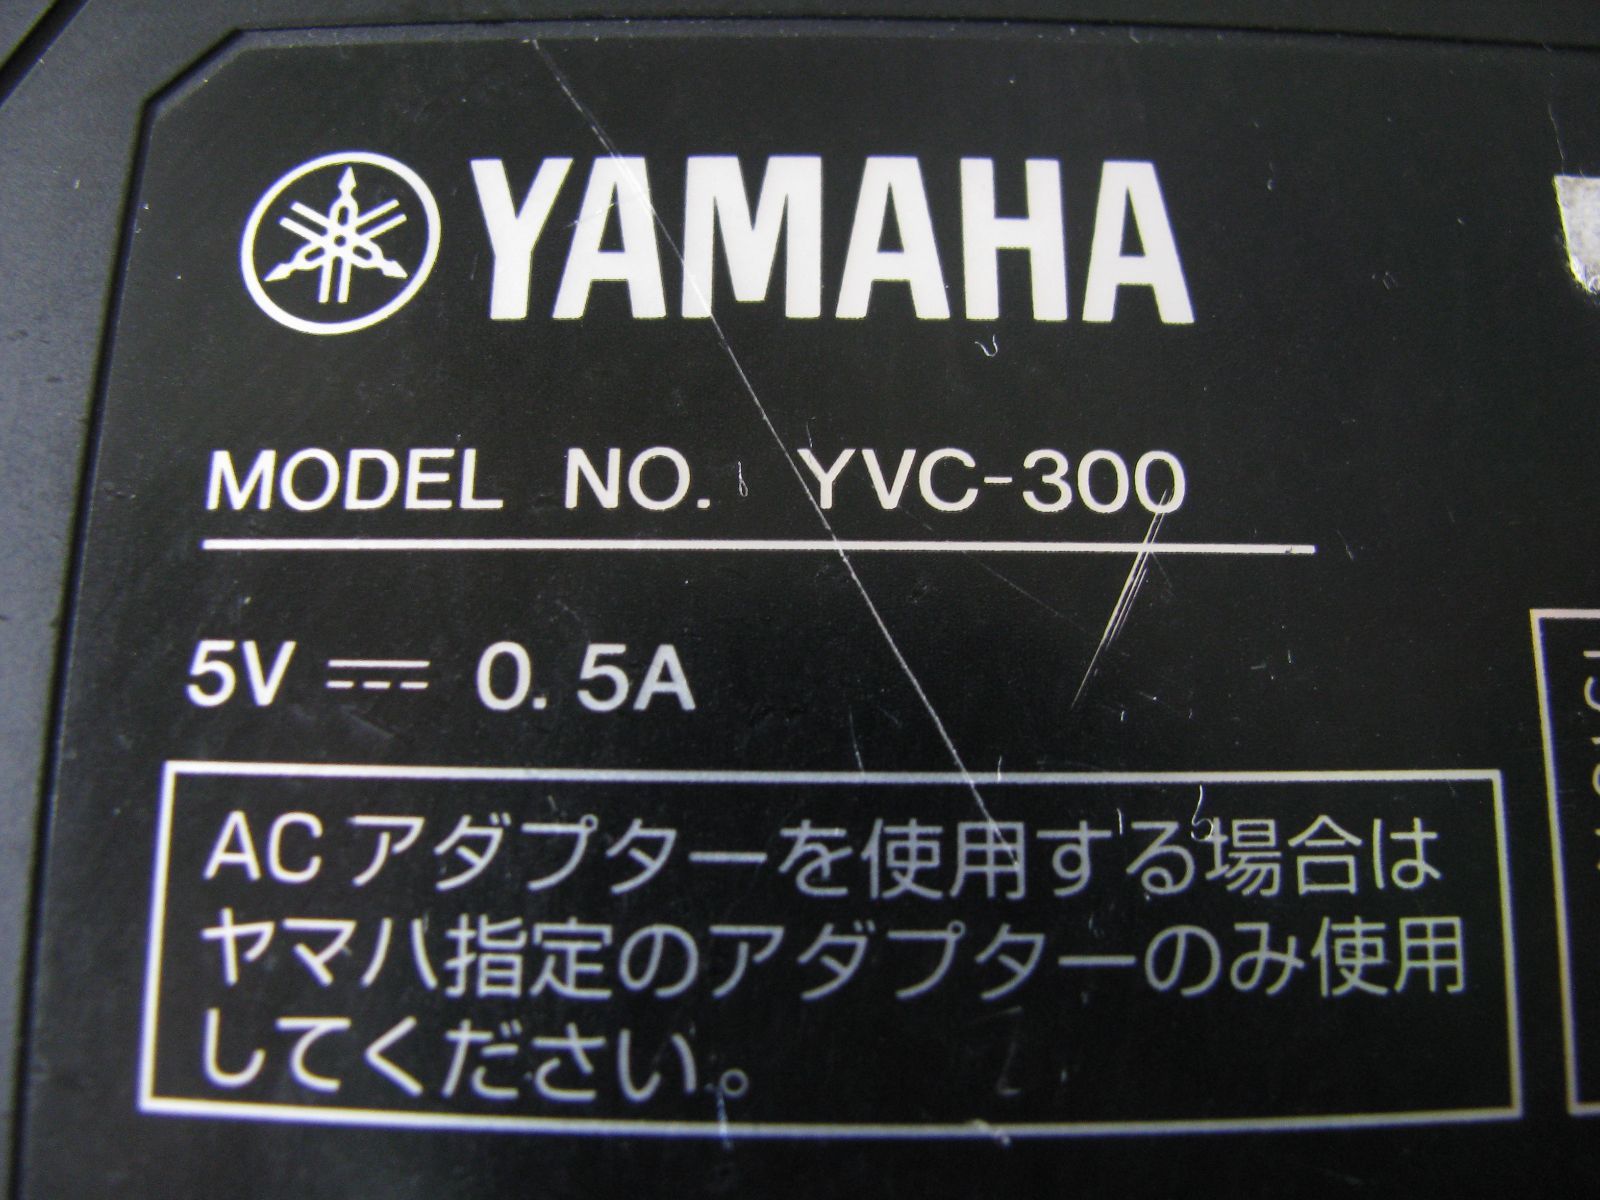 YAMAHA
MODEL NO. YVC-300
5V ⎓ 0.5A
ACアダプターを使用する場合は
ヤマハ指定のアダプターのみ使用
してください。